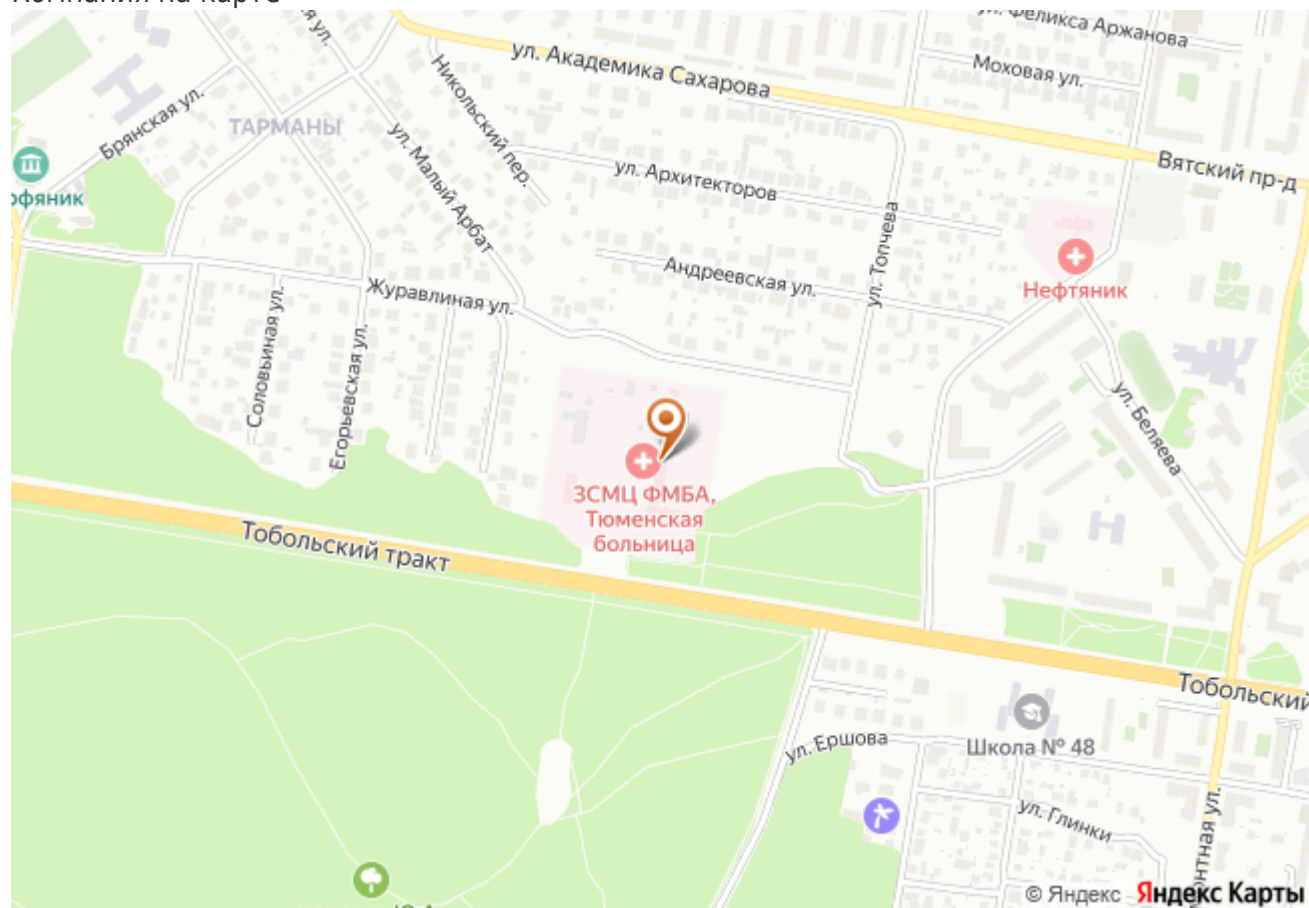 ул. Феликса Аржанова
Моховая ул.
ул. Академика Сахарова
Никольский пер.
Брянская ул.
ТАРМАНЫ
ул. Малый Арбат
ул. Архитекторов
Вятский пр-д
ул. Топчева
Андреевская ул.
Нефтяник
Журавлиная ул.
Соловьиная ул.
Егорьевская ул.
ул. Беляева
ЗСМЦ ФМБА,
Тюменская
больница
Тобольский тракт
Тобольский
ул. Ершова
Школа № 48
ул. Глинки
© Яндекс Яндекс Карты